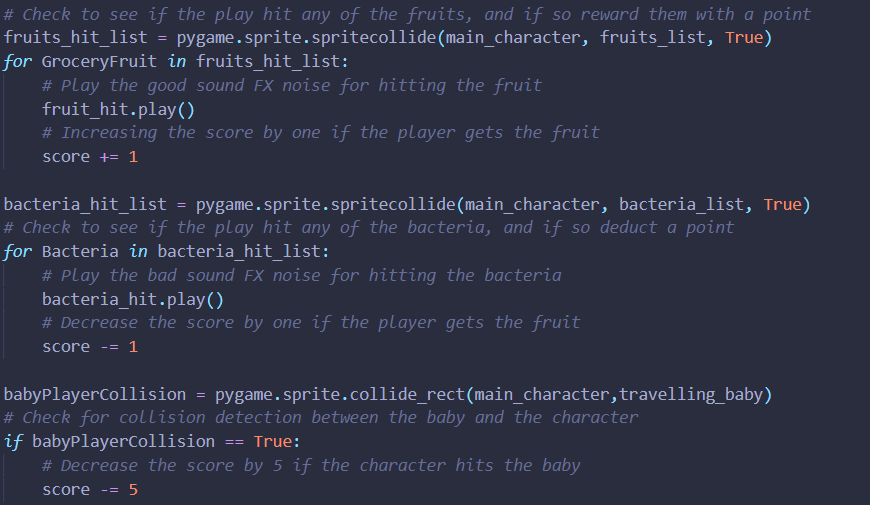 # Check to see if the play hit any of the fruits, and if so reward them with a point
fruits_hit_list = pygame.sprite.spritecollide(main_character, fruits_list, True)
for GroceryFruit in fruits_hit_list:
    # Play the good sound FX noise for hitting the fruit
    fruit_hit.play()
    # Increasing the score by one if the player gets the fruit
    score += 1

bacteria_hit_list = pygame.sprite.spritecollide(main_character, bacteria_list, True)
# Check to see if the play hit any of the bacteria, and if so deduct a point
for Bacteria in bacteria_hit_list:
    # Play the bad sound FX noise for hitting the bacteria
    bacteria_hit.play()
    # Decrease the score by one if the player gets the fruit
    score -= 1

babyPlayerCollision = pygame.sprite.collide_rect(main_character,travelling_baby)
# Check for collision detection between the baby and the character
if babyPlayerCollision == True:
    # Decrease the score by 5 if the character hits the baby
    score -= 5